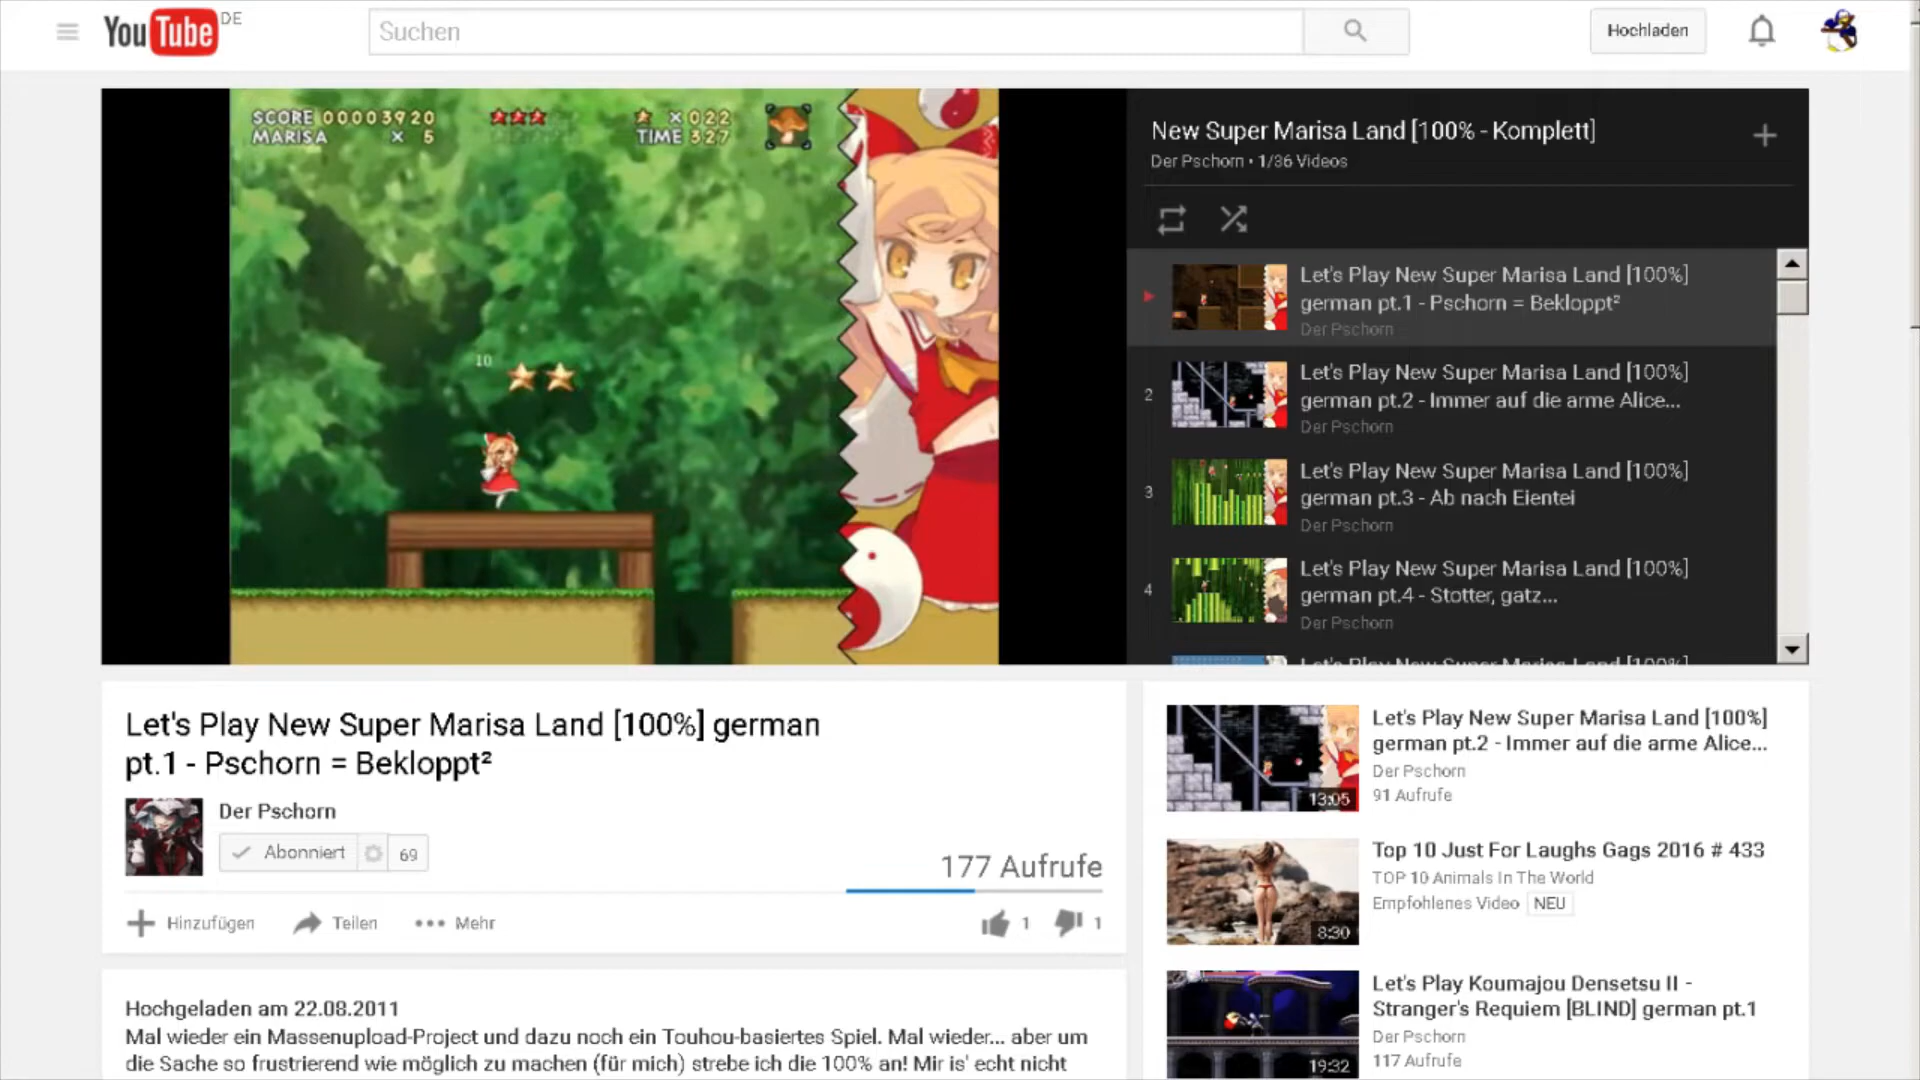 YouTube DE
Suchen
Hochladen
SCORE 00003920
MARISA × 5
×022
TIME 327
10
New Super Marisa Land [100% - Komplett]
Der Pschorn • 1/36 Videos
Let's Play New Super Marisa Land [100%]
german pt.1 - Pschorn = Bekloppt²
Der Pschorn
2
Let's Play New Super Marisa Land [100%]
german pt.2 - Immer auf die arme Alice...
Der Pschorn
3
Let's Play New Super Marisa Land [100%]
german pt.3 - Ab nach Eientei
Der Pschorn
4
Let's Play New Super Marisa Land [100%]
german pt.4 - Stotter, gatz...
Der Pschorn
Let's Play New Super Marisa Land [100%]
Let's Play New Super Marisa Land [100%] german
pt.1 - Pschorn = Bekloppt²
Der Pschorn
Abonniert 69
177 Aufrufe
Hinzufügen Teilen Mehr
1 1
Hochgeladen am 22.08.2011
Mal wieder ein Massenupload-Project und dazu noch ein Touhou-basiertes Spiel. Mal wieder... aber um
die Sache so frustrierend wie möglich zu machen (für mich) strebe ich die 100% an! Mir is' echt nicht
Let's Play New Super Marisa Land [100%]
german pt.2 - Immer auf die arme Alice...
Der Pschorn
91 Aufrufe
13:05
Top 10 Just For Laughs Gags 2016 # 433
TOP 10 Animals In The World
Empfohlenes Video NEU
8:30
Let's Play Koumajou Densetsu II -
Stranger's Requiem [BLIND] german pt.1
Der Pschorn
117 Aufrufe
19:32